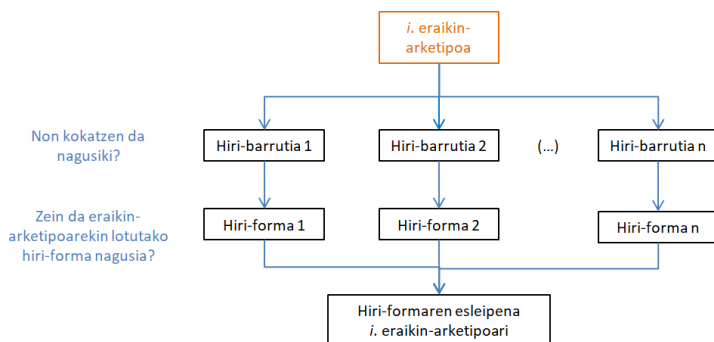 i. eraikin-
arketipoa
Non kokatzen da
nagusiki?
Hiri-barrutia 1
Hiri-barrutia 2
(...)
Hiri-barrutia n
Zein da eraikin-
arketipoarekin lotutako
hiri-forma nagusia?
Hiri-forma 1
Hiri-forma 2
Hiri-forma n
Hiri-formaren esleipena
i. eraikin-arketipoari